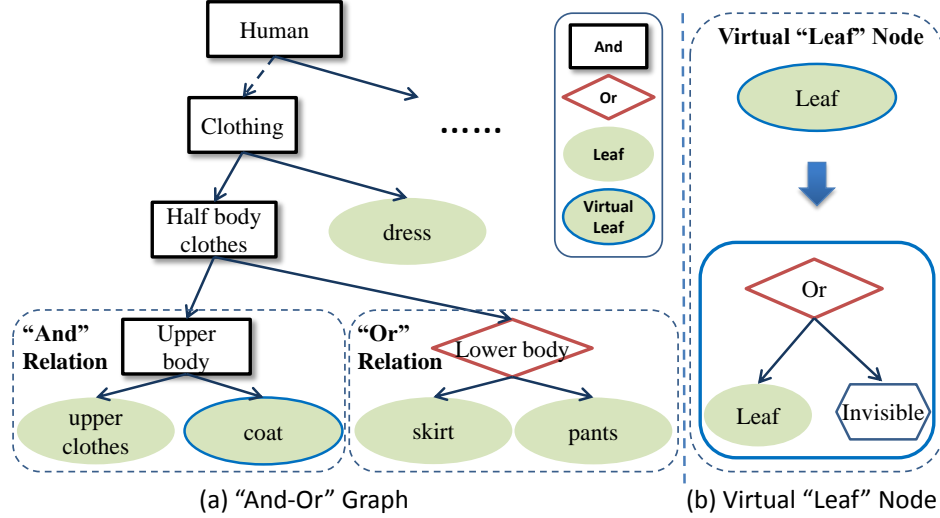 Human
Clothing
......
Half body
clothes
dress
“And”
Relation
Upper
body
upper
clothes
coat
“Or”
Relation
Lower body
skirt
pants
And
Or
Leaf
Virtual
Leaf
(a) “And-Or” Graph
Virtual “Leaf” Node
Leaf
Or
Leaf
Invisible
(b) Virtual “Leaf” Node